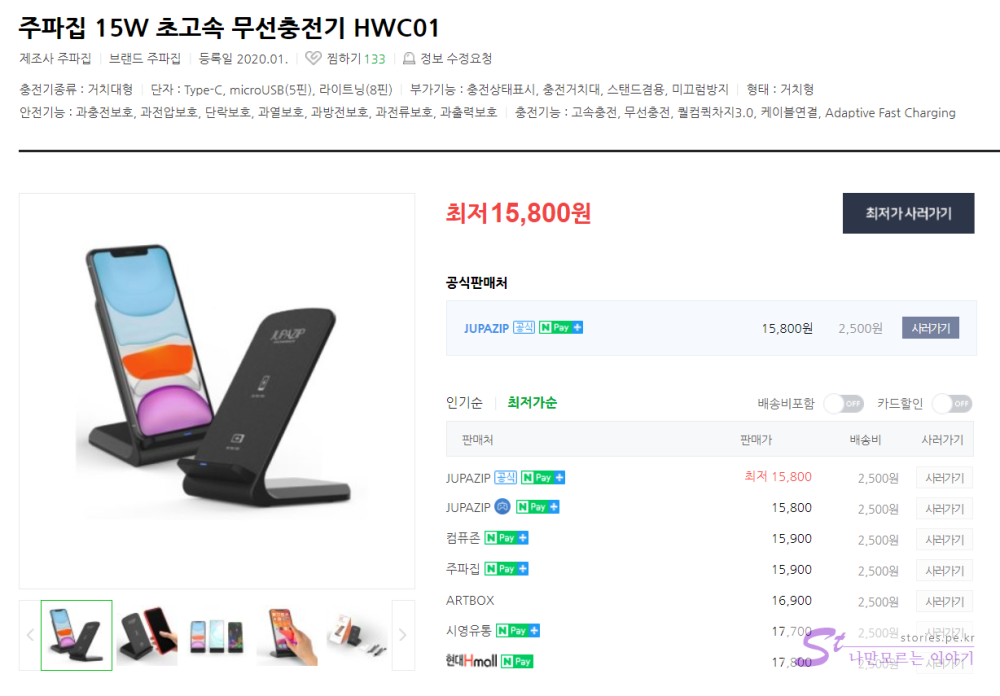 주파집 15W 초고속 무선충전기 HWC01
제조사 주파집 | 브랜드 주파집 | 등록일 2020.01. | 찜하기 133 | 정보 수정요청
충전기종류 : 거치대형 | 단자 : Type-C, microUSB(5핀), 라이트닝(8핀) | 부가기능 : 충전상태표시, 충전거치대, 스탠드겸용, 미끄럼방지 | 형태 : 거치형
안전기능 : 과충전보호, 과전압보호, 단락보호, 과열보호, 과방전보호, 과전류보호, 과출력보호 | 충전기능 : 고속충전, 무선충전, 퀄컴퀵차지3.0, 케이블연결, Adaptive Fast Charging
최저 15,800원
최저가 사러가기
공식판매처
JUPAZIP 공식 N Pay + 15,800원 2,500원 사러가기
인기순 | 최저가순 배송비포함 OFF 카드할인 OFF
판매처 판매가 배송비 사러가기
JUPAZIP 공식 N Pay + 최저 15,800 2,500원 사러가기
JUPAZIP N Pay + 15,800 2,500원 사러가기
컴퓨존 N Pay + 15,900 2,500원 사러가기
주파집 N Pay + 15,900 2,500원 사러가기
ARTBOX 16,900 2,500원 사러가기
시영유통 N Pay + 17,700 2,500원 사러가기
현대Hmall N Pay 17,800 2,500원 사러가기
JUPAZIP
St stories.pe.kr
나만모르는 이야기